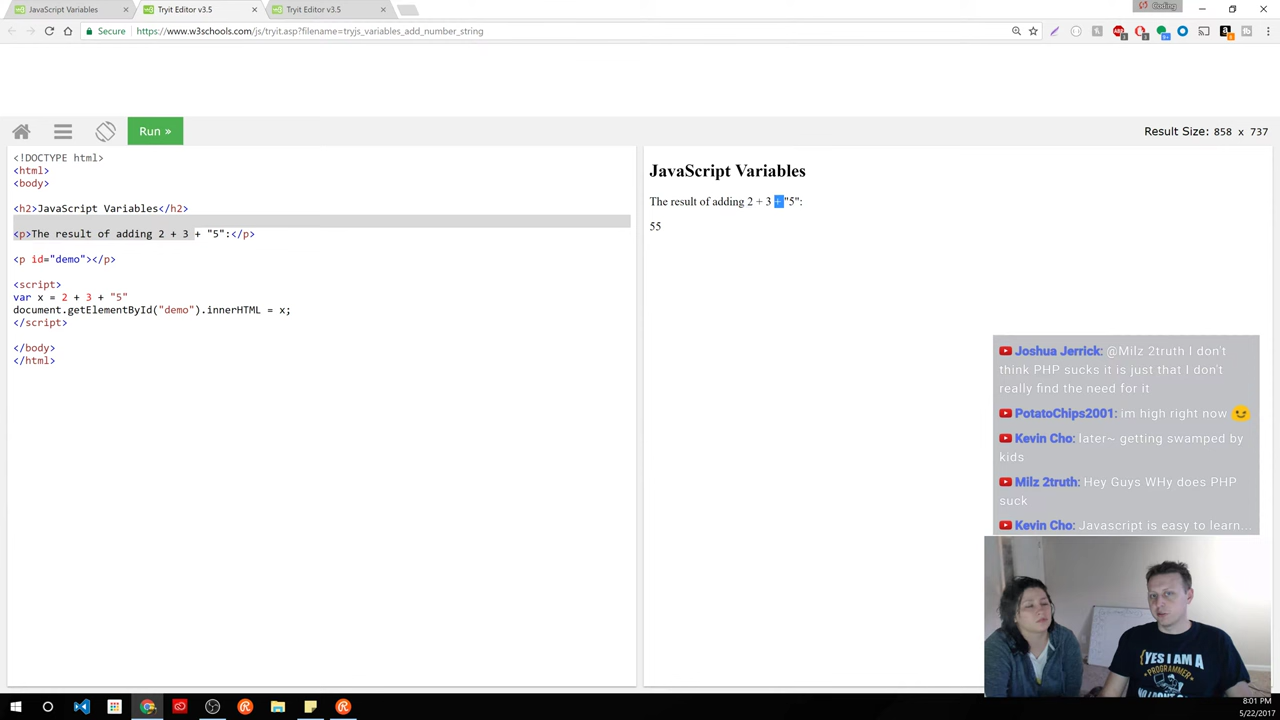 JavaScript Variables
Tryit Editor v3.5
Tryit Editor v3.5
Coding
Secure
https://www.w3schools.com/js/tryit.asp?filename=tryjs_variables_add_number_string
Run »
Result Size: 858 x 737
<!DOCTYPE html>
<html>
<body>
<h2>JavaScript Variables</h2>
<p>The result of adding 2 + 3 + "5":</p>
<p id="demo"></p>
<script>
var x = 2 + 3 + "5"
document.getElementById("demo").innerHTML = x;
</script>
</body>
</html>
JavaScript Variables
The result of adding 2 + 3 + "5":
55
Joshua Jerrick: @Milz 2truth I don't
think PHP sucks it is just that I don't
really find the need for it
PotatoChips2001: im high right now
Kevin Cho: later~ getting swamped by
kids
Milz 2truth: Hey Guys WHy does PHP
suck
Kevin Cho: Javascript is easy to learn...
{YES I AM A
PROGRAMMER
8:01 PM
5/22/2017